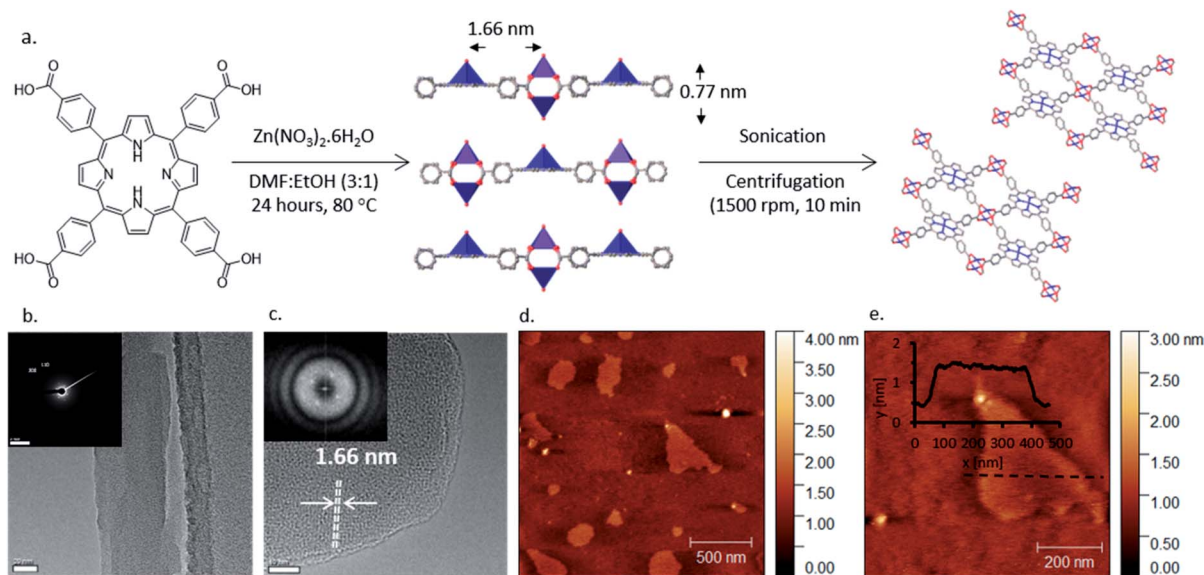 a.
O
OH
O
HO
N
HN
N
NH
HO
O
OH
O
Zn(NO3)2.6H2O
DMF:EtOH (3:1)
24 hours, 80 °C
1.66 nm
0.77 nm
Sonication
Centrifugation
(1500 rpm, 10 min
b.
c.
1.66 nm
d.
500 nm
4.00 nm
3.50
3.00
2.50
2.00
1.50
1.00
0.00
e.
y [nm]
2
1
0
0 100 200 300 400 500
x [nm]
200 nm
3.00 nm
2.50
2.00
1.50
1.00
0.00